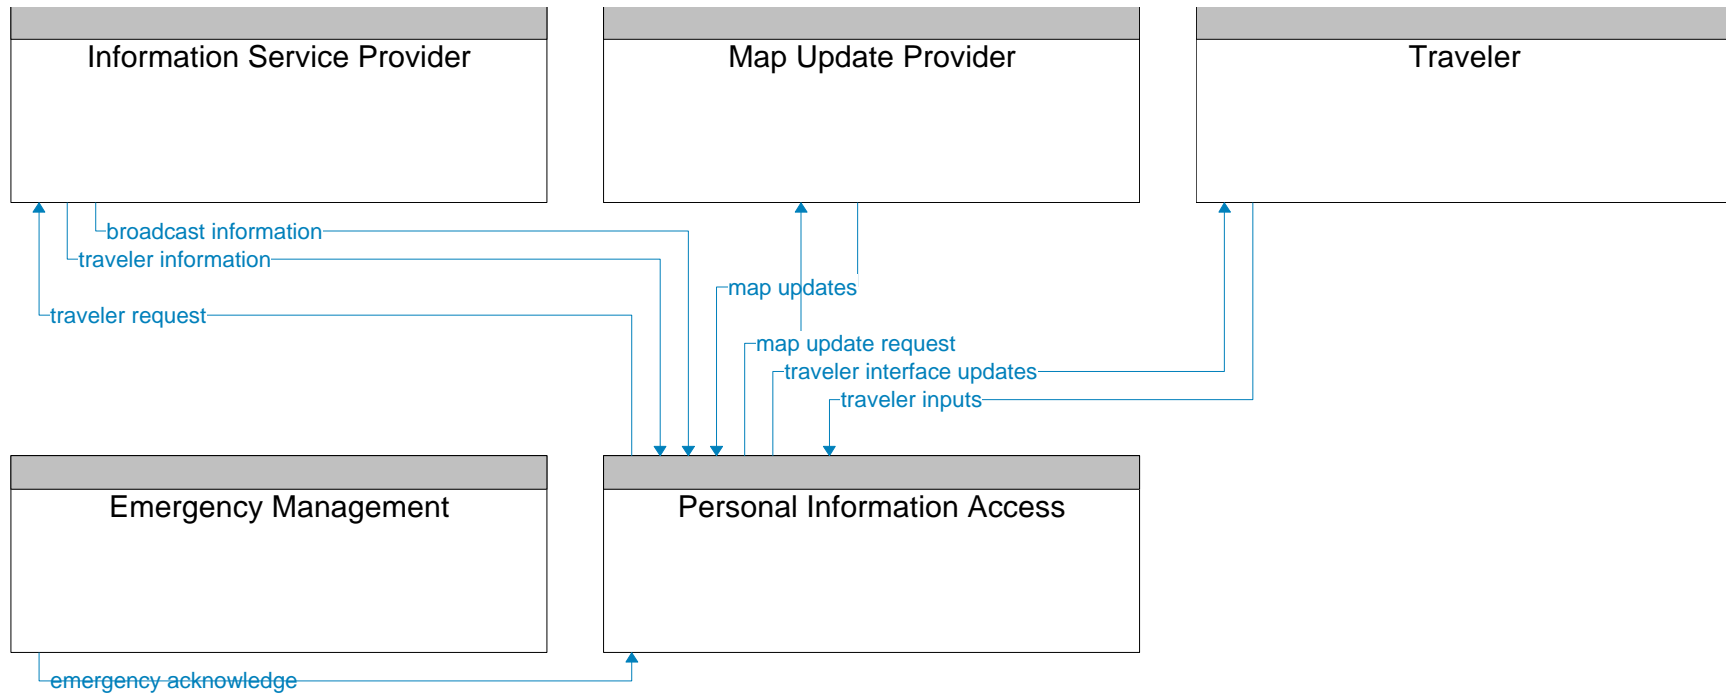 Information Service Provider
Map Update Provider
Traveler
broadcast information
traveler information
map updates
traveler request
map update request
traveler interface updates
traveler inputs
Emergency Management
Personal Information Access
emergency acknowledge